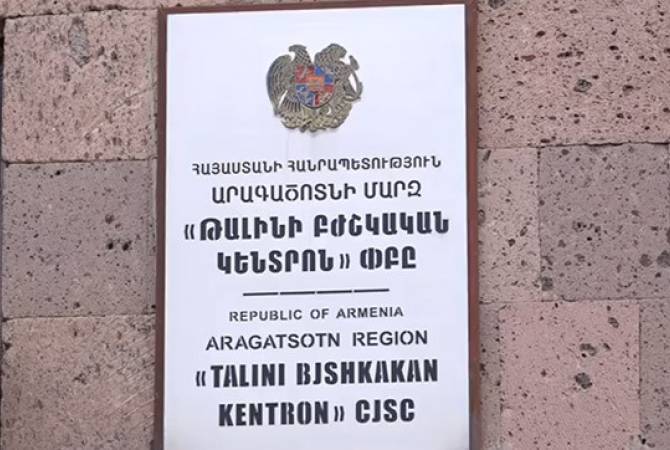 ՀԱՅԱՍՏԱՆԻ ՀԱՆՐԱՊԵՏՈՒԹՅՈՒՆ
ԱՐԱԳԱԾՈՏՆԻ ՄԱՐԶ
«ԹԱԼԻՆԻ ԲԺՇԿԱԿԱՆ
ԿԵՆՏՐՈՆ» ՓԲԸ
REPUBLIC OF ARMENIA
ARAGATSOTN REGION
«TALINI BJSHKAKAN
KENTRON» CJSC